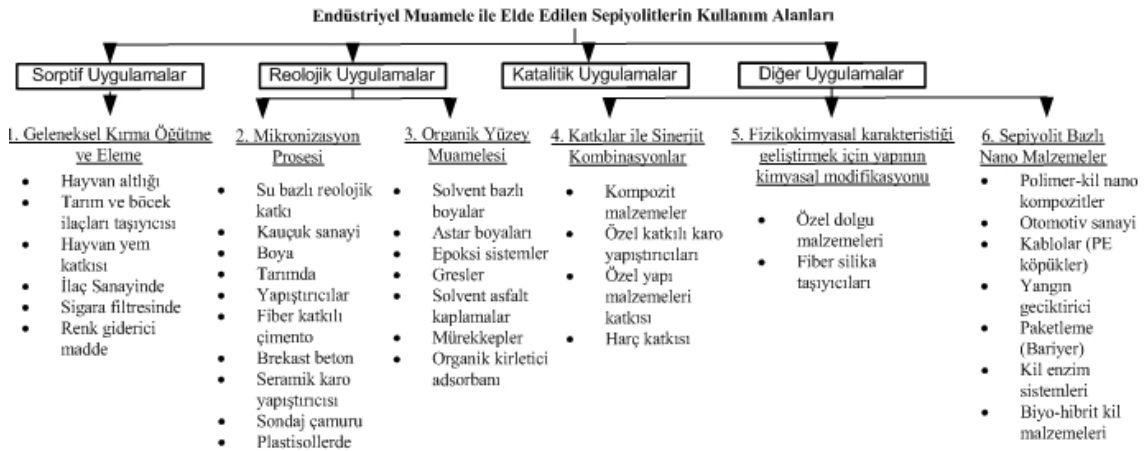 Endüstriyel Muamele ile Elde Edilen Sepiyolitlerin Kullanım Alanları
Sorptif Uygulamalar
Reolojik Uygulamalar
Katalitik Uygulamalar
Diğer Uygulamalar
1. Geleneksel Kırma Öğütme
ve Eleme
Hayvan altlığı
Tarım ve böcek
ilaçları taşıyıcısı
Hayvan yem
katkısı
İlaç Sanayinde
Sigara filtresinde
Renk giderici
madde
2. Mikronizasyon
Prosesi
Su bazlı reolojik
katkı
Kauçuk sanayi
Boya
Tarımda
Yapıştırıcılar
Fiber katkılı
çimento
Brekast beton
Seramik karo
yapıştırıcısı
Sondaj çamuru
Plastisollerde
3. Organik Yüzey
Muamelesi
Solvent bazlı
boyalar
Astar boyaları
Epoksi sistemler
Gresler
Solvent asfalt
kaplamalar
Mürekkepler
Organik kirletici
adsorbanı
4. Katkılar ile Sinerjit
Kombinasyonlar
Kompozit
malzemeler
Özel katkılı karo
yapıştırıcıları
Özel yapı
malzemeleri
katkısı
Harç katkısı
5. Fizikokimyasal karakteristiği
geliştirmek için yapının
kimyasal modifikasyonu
Özel dolgu
malzemeleri
Fiber silika
taşıyıcıları
6. Sepiyolit Bazlı
Nano Malzemeler
Polimer-kil nano
kompozitler
Otomotiv sanayi
Kablolar (PE
köpükler)
Yangın
geciktirici
Paketleme
(Bariyer)
Kil enzim
sistemleri
Biyo-hibrit kil
malzemeleri